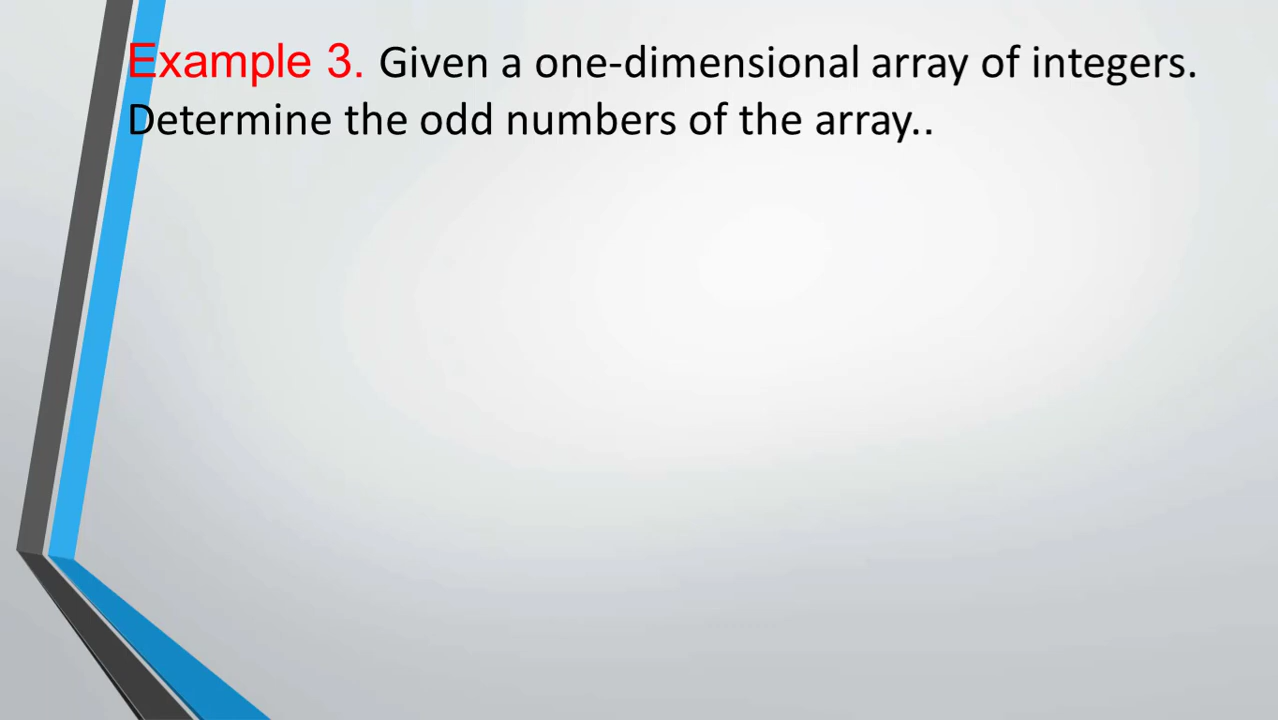 Example 3. Given a one-dimensional array of integers.
Determine the odd numbers of the array..